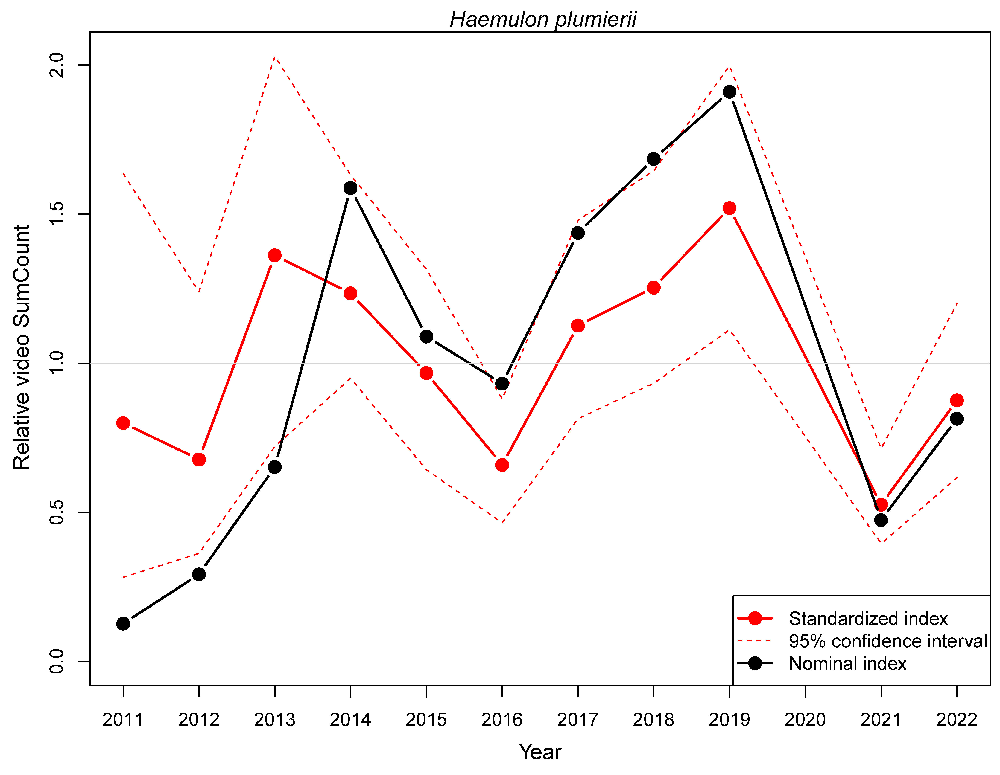 Haemulon plumierii
Relative video SumCount
2.0
1.5
1.0
0.5
0.0
Standardized index
95% confidence interval
Nominal index
2011 2012 2013 2014 2015 2016 2017 2018 2019 2020 2021 2022
Year